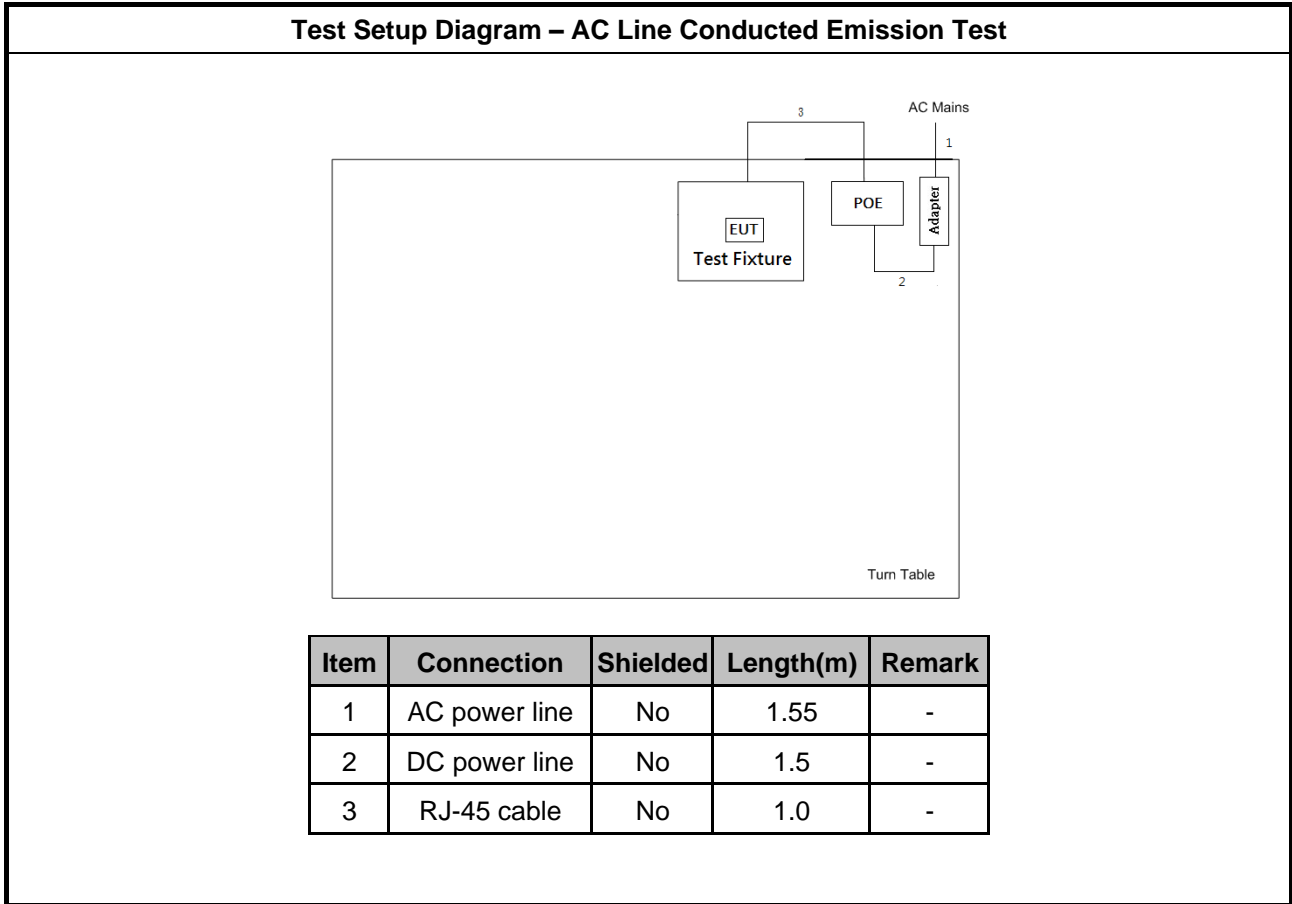 Test Setup Diagram – AC Line Conducted Emission Test
3
AC Mains
1
POE
Adapter
EUT
Test Fixture
2
Turn Table
Item Connection Shielded Length(m) Remark
1 AC power line No 1.55 -
2 DC power line No 1.5 -
3 RJ-45 cable No 1.0 -